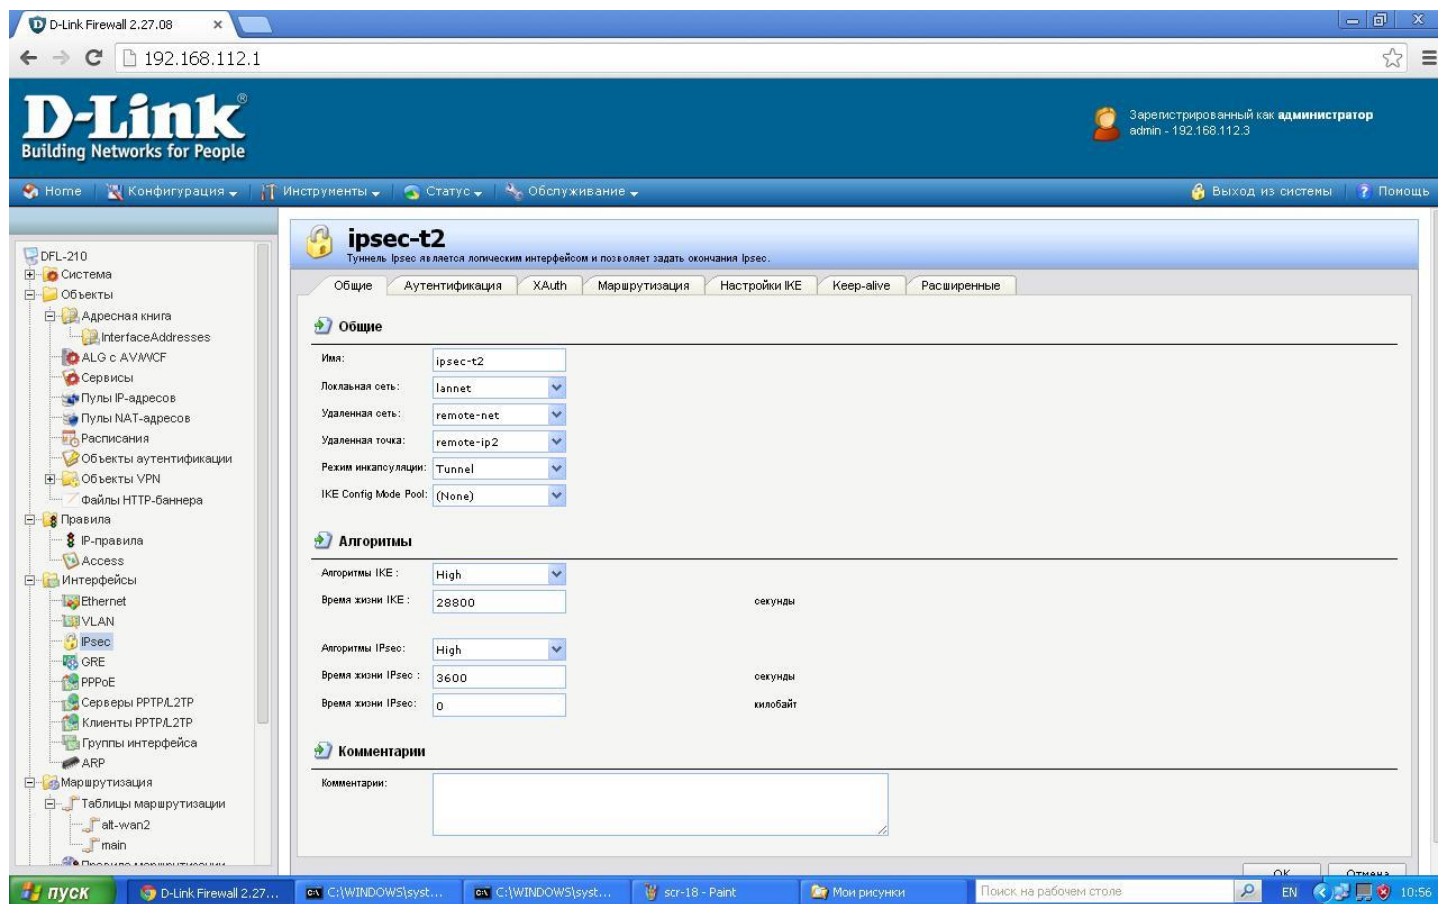 D-Link Firewall 2.27.08
192.168.112.1
D-Link®
Building Networks for People
Зарегистрированный как администратор
admin - 192.168.112.3
Home
Конфигурация
Инструменты
Статус
Обслуживание
Выход из системы
Помощь
DFL-210
Система
Объекты
Адресная книга
InterfaceAddresses
ALG с AV/WCF
Сервисы
Пулы IP-адресов
Пулы NAT-адресов
Расписания
Объекты аутентификации
Объекты VPN
Файлы HTTP-баннера
Правила
IP-правила
Access
Интерфейсы
Ethernet
VLAN
IPsec
GRE
PPPoE
Серверы PPTP/L2TP
Клиенты PPTP/L2TP
Группы интерфейса
ARP
Маршрутизация
Таблицы маршрутизации
alt-wan2
main
Правила маршрутизации
ipsec-t2
Туннель Ipsec является логическим интерфейсом и позволяет задать окончания Ipsec.
Общие Аутентификация XAuth Маршрутизация Настройки IKE Keep-alive Расширенные
Общие
Имя: ipsec-t2
Локлаьная сеть: lannet
Удаленная сеть: remote-net
Удаленная точка: remote-ip2
Режим инкапсуляции: Tunnel
IKE Config Mode Pool: (None)
Алгоритмы
Алгоритмы IKE : High
Время жизни IKE : 28800 секунды
Алгоритмы IPsec: High
Время жизни IPsec : 3600 секунды
Время жизни IPsec: 0 килобайт
Комментарии
Комментарии:
OK Отмена
пуск
D-Link Firewall 2.27...
C:\WINDOWS\syst...
C:\WINDOWS\syst...
scr-18 - Paint
Мои рисунки
Поиск на рабочем столе
EN
10:56